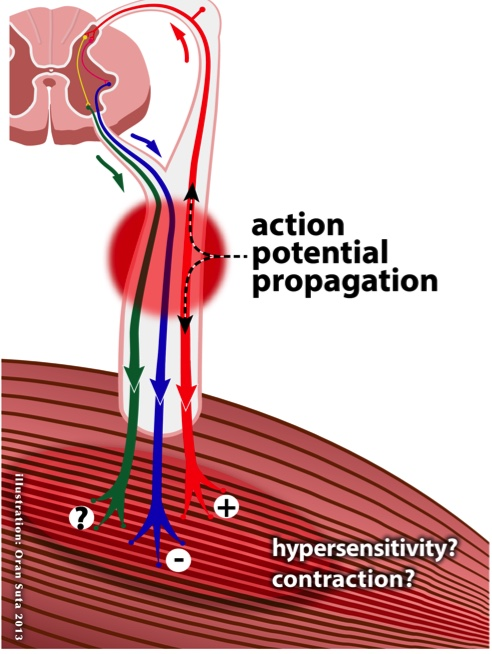 action
potential
propagation
?
+
-
hypersensitivity?
contraction?
illustration: Oran Suta 2013